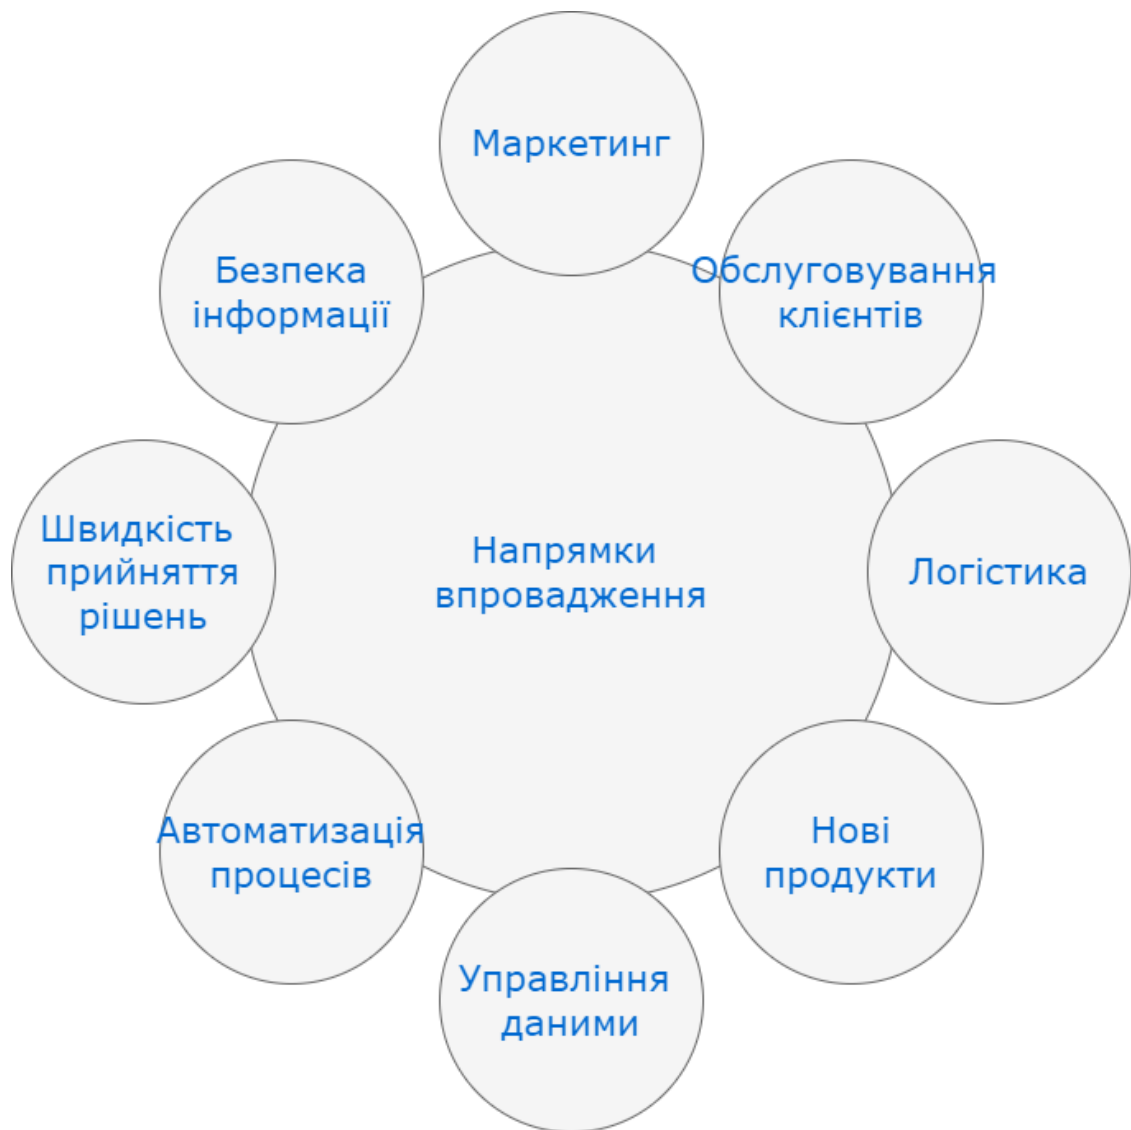 Маркетинг
Обслуговування
клієнтів
Логістика
Нові
продукти
Управління
даними
Автоматизація
процесів
Швидкість
прийняття
рішень
Безпека
інформації
Напрямки
впровадження